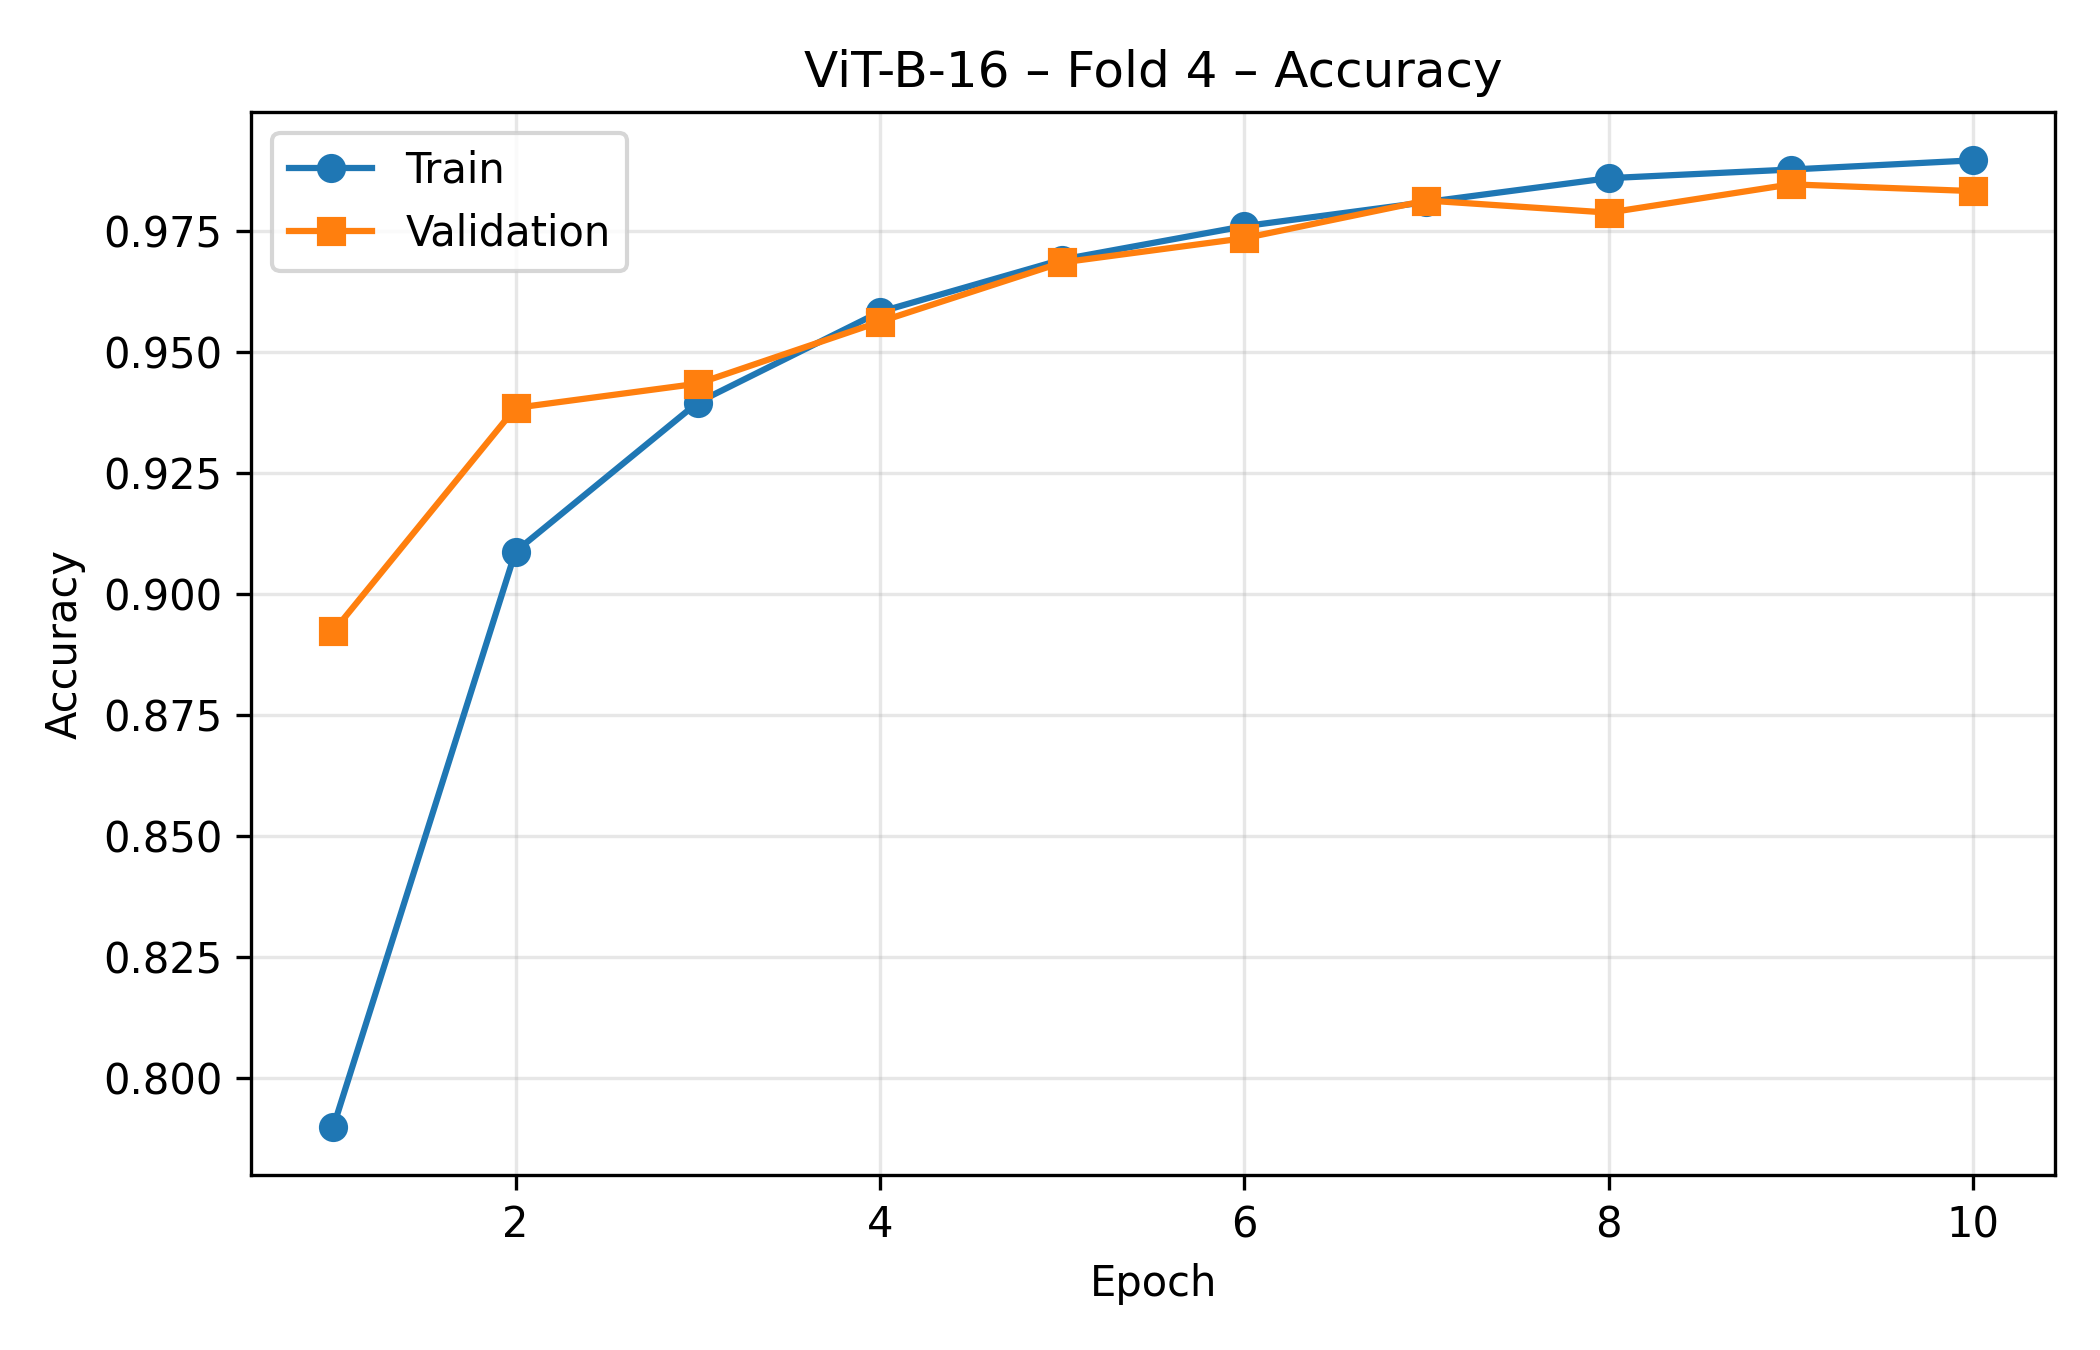 ViT-B-16 – Fold 4 – Accuracy
Train
Validation
0.975
0.950
0.925
0.900
0.875
0.850
0.825
0.800
Accuracy
2 4 6 8 10
Epoch